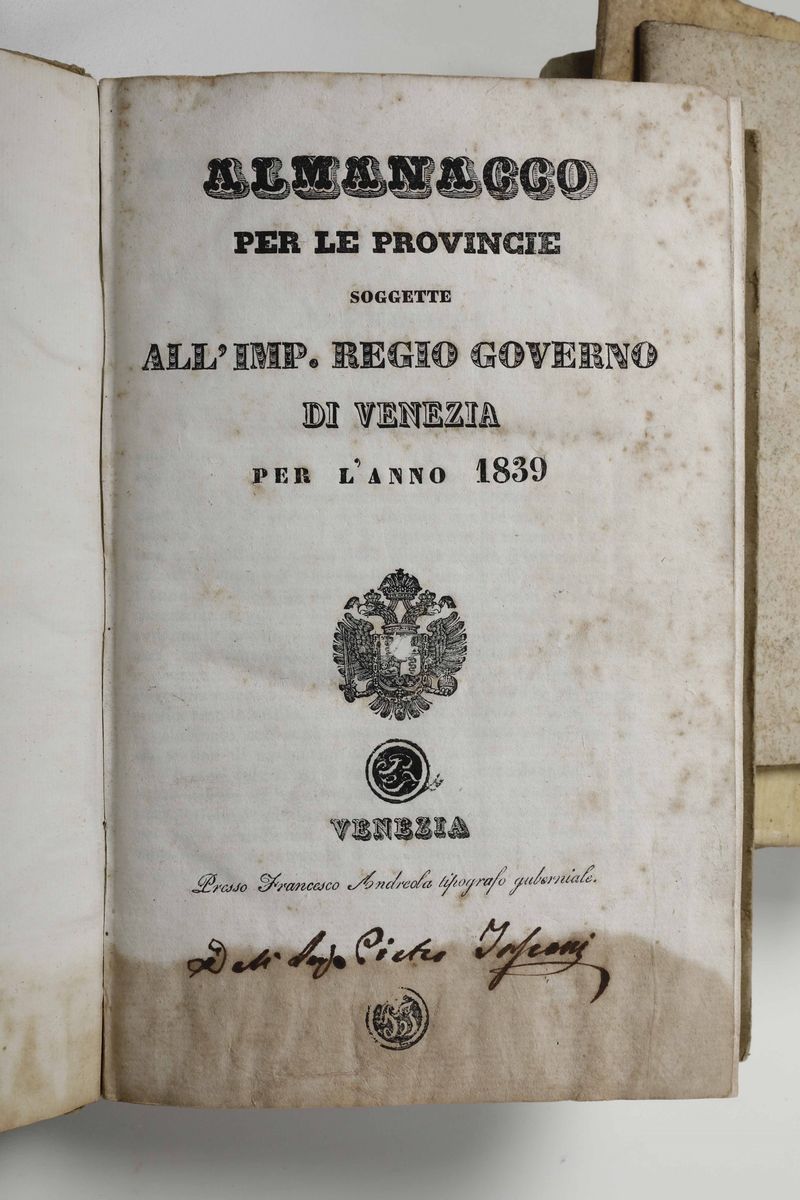 ALMANACCO
PER LE PROVINCIE
SOGGETTE
ALL'IMP. REGIO GOVERNO
DI VENEZIA
PER L'ANNO 1839
VENEZIA
Presso Francesco Andreola tipografo guberniale.
Pietro